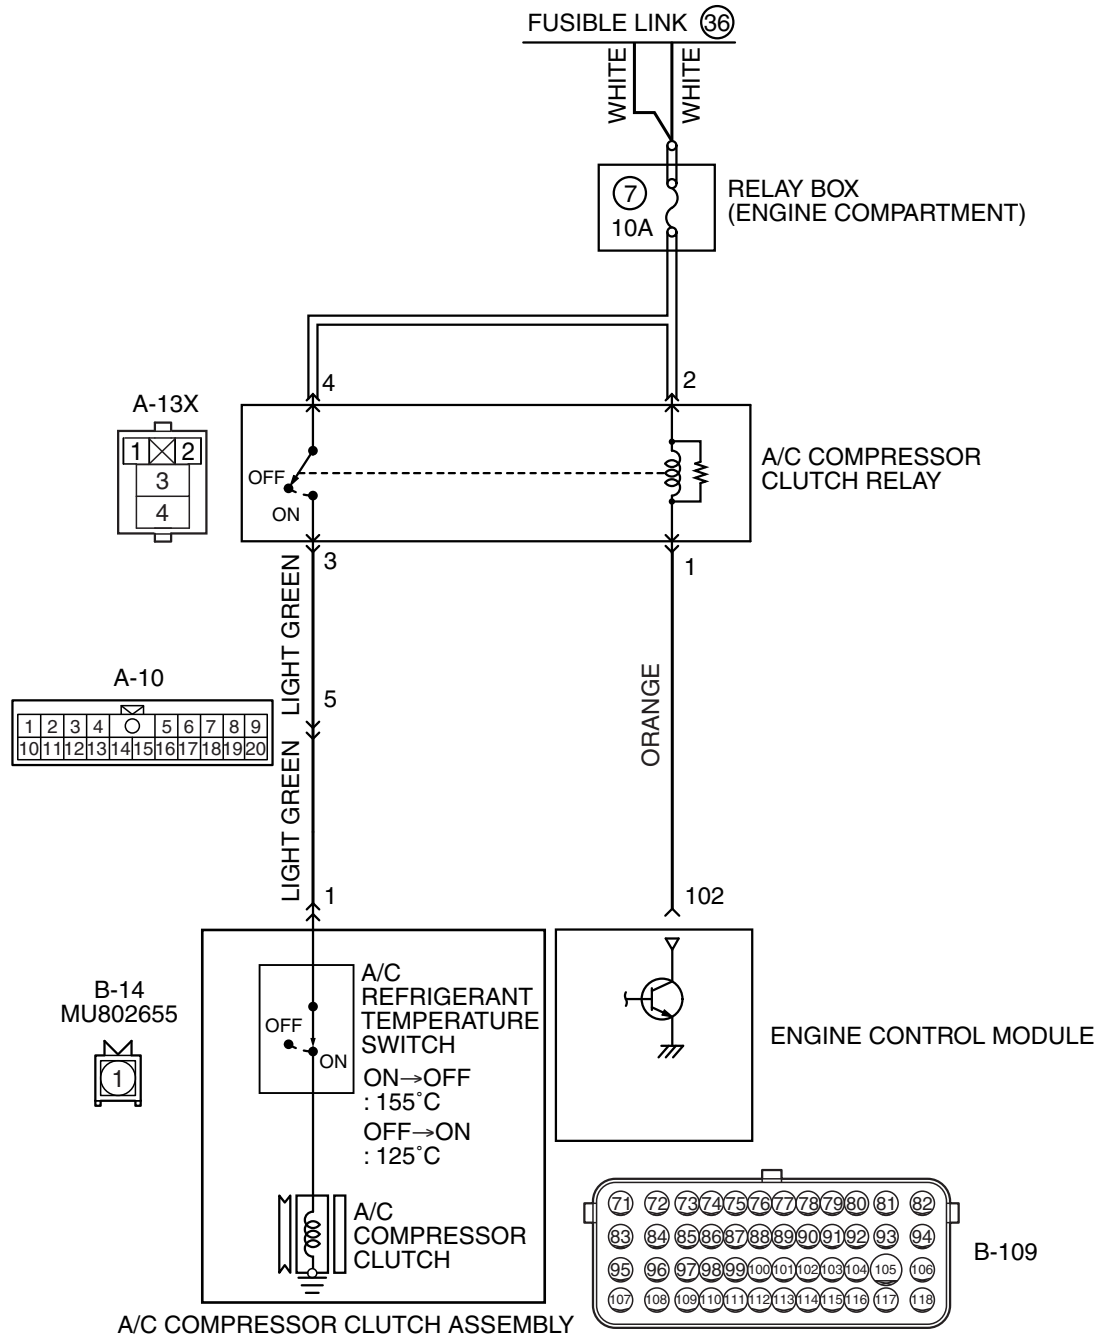 FUSIBLE LINK 36
WHITE
WHITE
7
10A
RELAY BOX
(ENGINE COMPARTMENT)
4
2
A-13X
1 2
3
4
OFF
ON
A/C COMPRESSOR
CLUTCH RELAY
3
1
LIGHT GREEN
A-10
5
1 2 3 4 5 6 7 8 9
10 11 12 13 14 15 16 17 18 19 20
LIGHT GREEN
ORANGE
1
102
B-14
MU802655
1
OFF
ON
A/C
REFRIGERANT
TEMPERATURE
SWITCH
ON→OFF
: 155˚C
OFF→ON
: 125˚C
A/C
COMPRESSOR
CLUTCH
A/C COMPRESSOR CLUTCH ASSEMBLY
ENGINE CONTROL MODULE
71 72 73 74 75 76 77 78 79 80 81 82
83 84 85 86 87 88 89 90 91 92 93 94
95 96 97 98 99 100 101 102 103 104 105 106
107 108 109 110 111 112 113 114 115 116 117 118
B-109